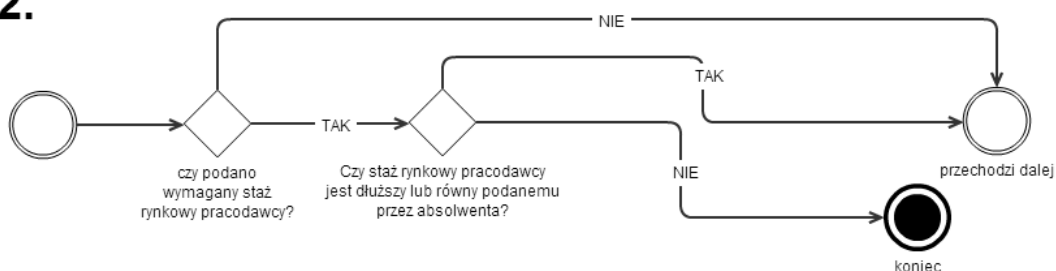 2.
NIE
TAK
TAK
NIE
czy podano
wymagany staż
rynkowy pracodawcy?
Czy staż rynkowy pracodawcy
jest dłuższy lub równy podanemu
przez absolwenta?
przechodzi dalej
koniec